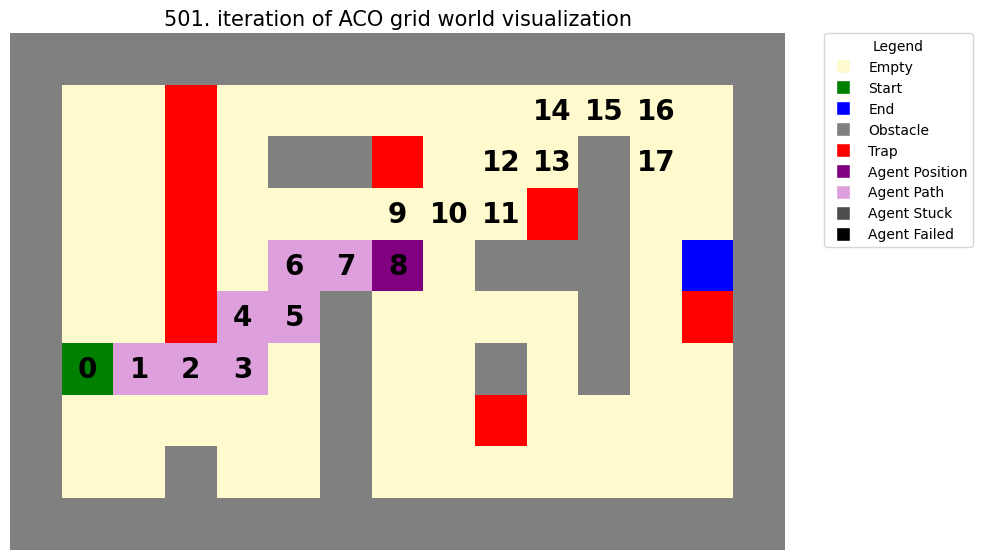 501. iteration of ACO grid world visualization
Legend
Empty
Start
End
Obstacle
Trap
Agent Position
Agent Path
Agent Stuck
Agent Failed
14 15 16
12 13 17
9 10 11
6 7 8
4 5
0 1 2 3